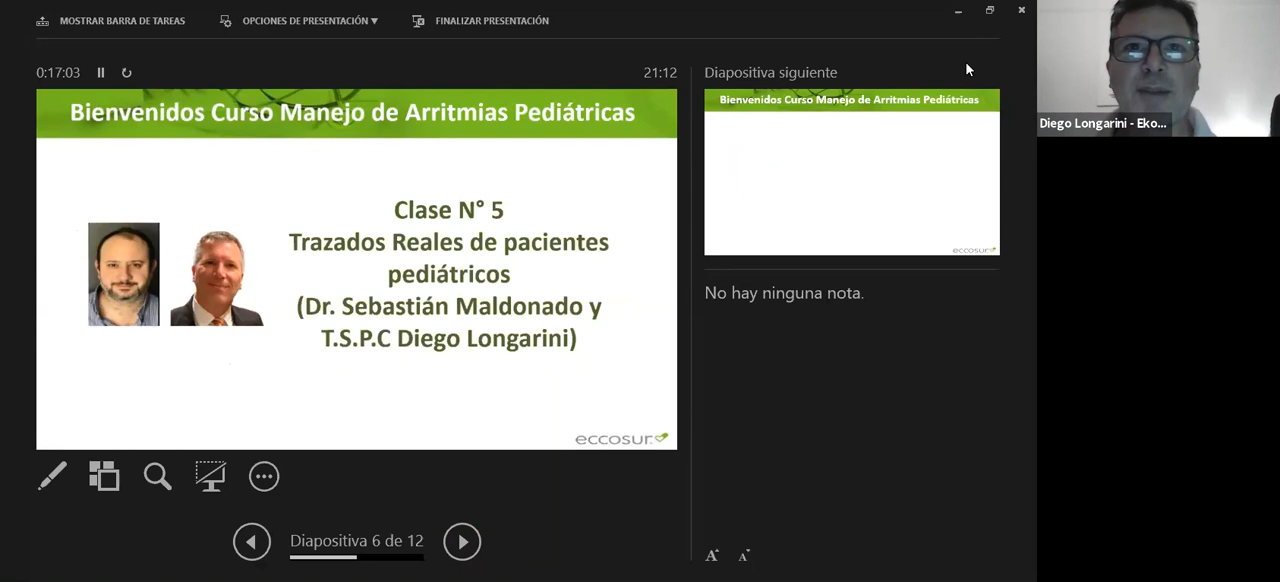 MOSTRAR BARRA DE TAREAS
OPCIONES DE PRESENTACIÓN ▼
FINALIZAR PRESENTACIÓN
0:17:03
21:12
Diapositiva siguiente
Bienvenidos Curso Manejo de Arritmias Pediátricas
Clase N° 5
Trazados Reales de pacientes
pediátricos
(Dr. Sebastián Maldonado y
T.S.P.C Diego Longarini)
eccosur
Bienvenidos Curso Manejo de Arritmias Pediátricas
eccosur
No hay ninguna nota.
Diapositiva 6 de 12
A A
Diego Longarini - Eko...